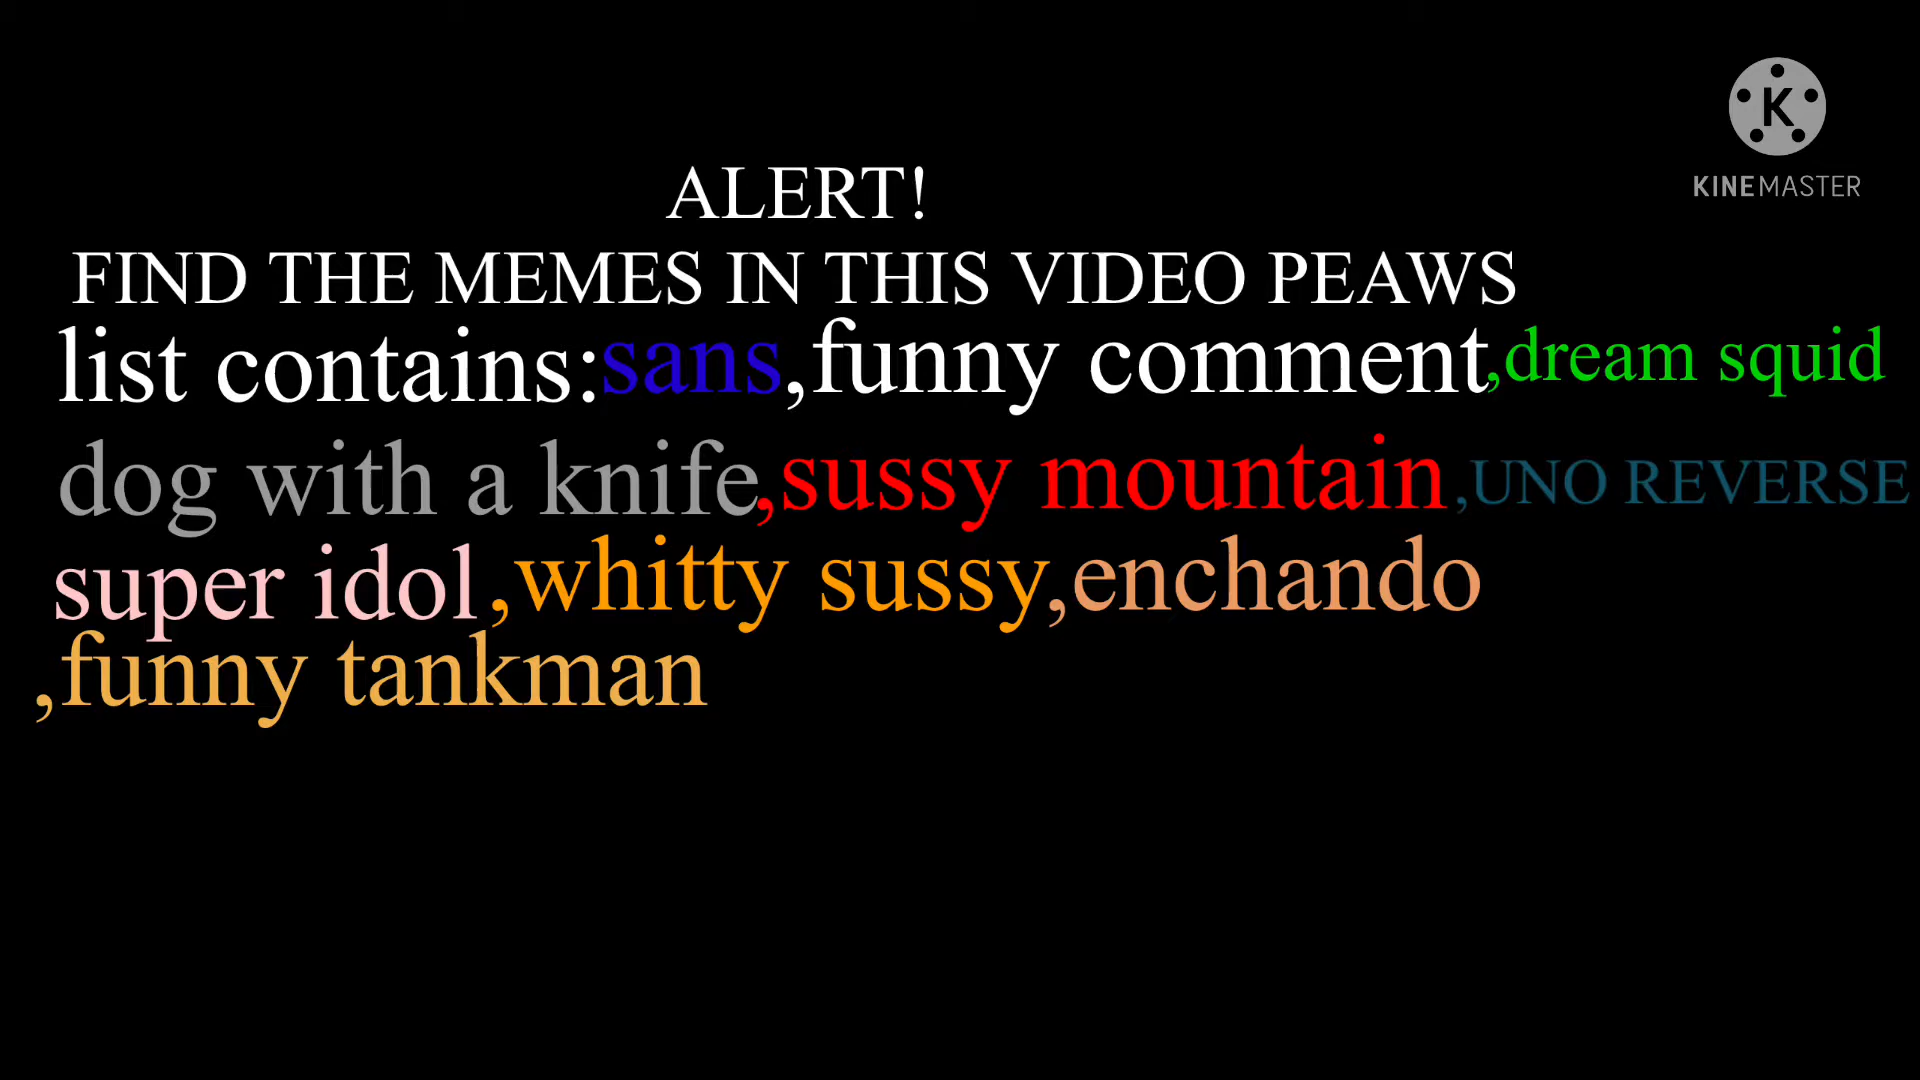 K
KINEMASTER
ALERT!
FIND THE MEMES IN THIS VIDEO PEAWS
list contains:sans,funny comment,dream squid
dog with a knife,sussy mountain,UNO REVERSE
super idol,whitty sussy,enchando
,funny tankman